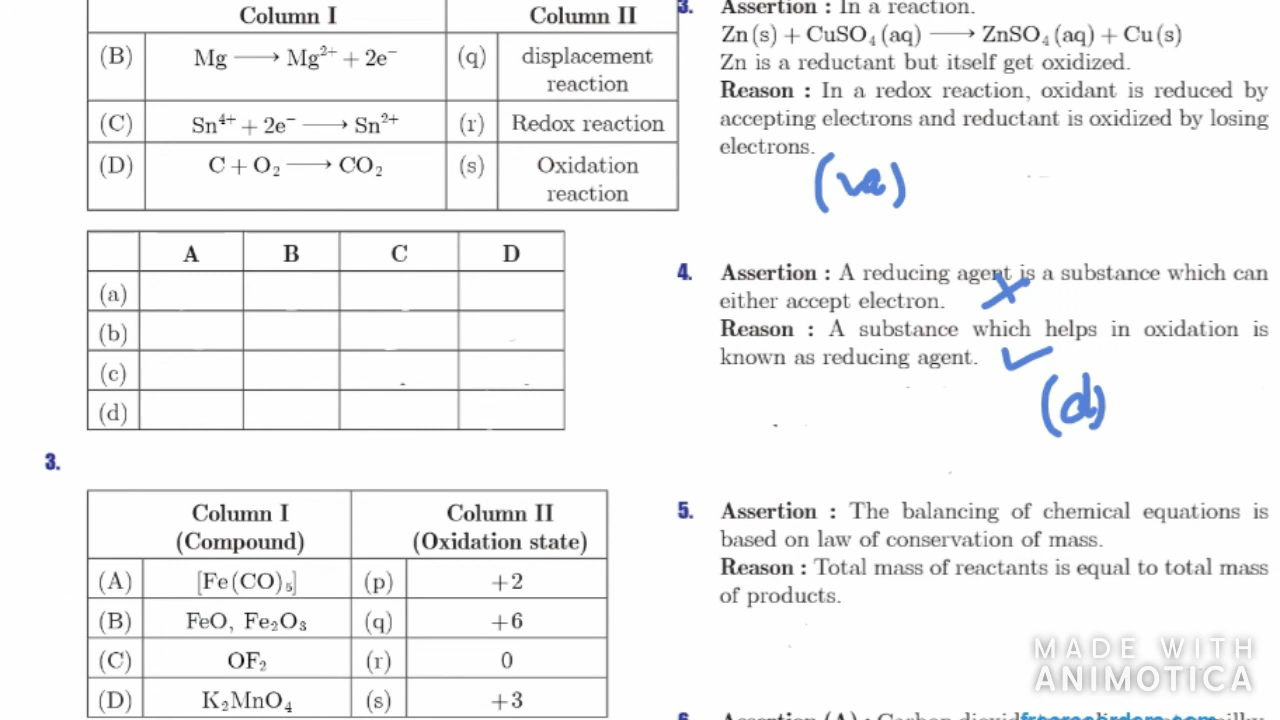 Column I Column II
(B) Mg ⟶ Mg²⁺ + 2e⁻ (q) displacement
reaction
(C) Sn⁴⁺ + 2e⁻ ⟶ Sn²⁺ (r) Redox reaction
(D) C + O₂ ⟶ CO₂ (s) Oxidation
reaction
A B C D
(a)
(b)
(c)
(d)
3.
Column I Column II
(Compound) (Oxidation state)
(A) [Fe(CO)₅] (p) +2
(B) FeO, Fe₂O₃ (q) +6
(C) OF₂ (r) 0
(D) K₂MnO₄ (s) +3
3. Assertion : In a reaction.
Zn(s) + CuSO₄(aq) ⟶ ZnSO₄(aq) + Cu(s)
Zn is a reductant but itself get oxidized.
Reason : In a redox reaction, oxidant is reduced by
accepting electrons and reductant is oxidized by losing
electrons.
4. Assertion : A reducing agent is a substance which can
either accept electron.
Reason : A substance which helps in oxidation is
known as reducing agent.
(d)
5. Assertion : The balancing of chemical equations is
based on law of conservation of mass.
Reason : Total mass of reactants is equal to total mass
of products.
MADE WITH
ANIMOTICA
6. Assertion (A) : Carbon